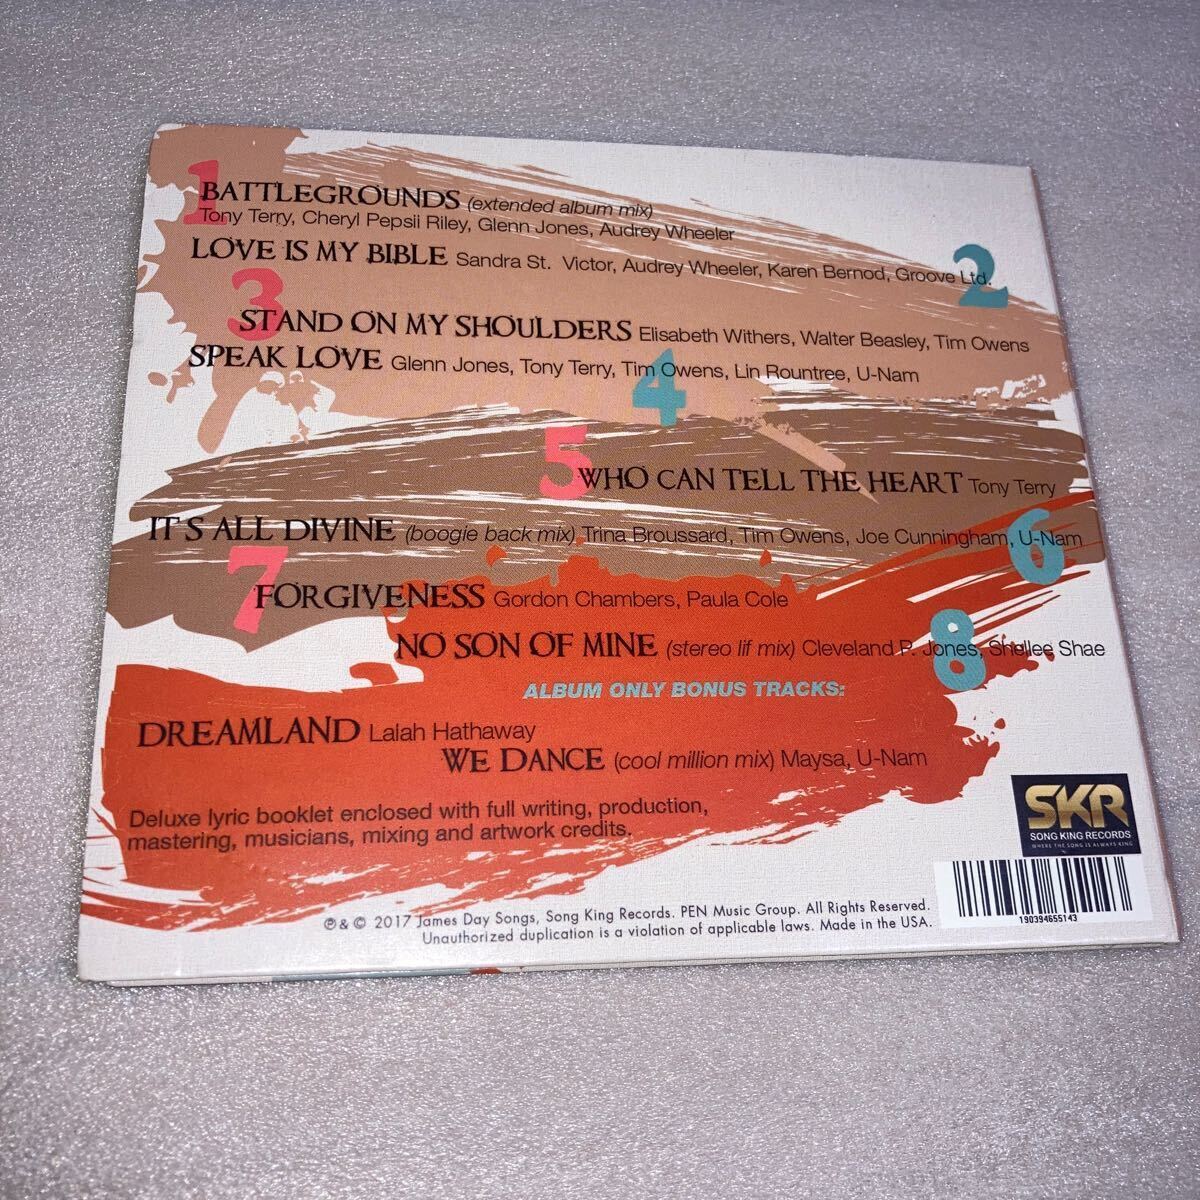 1
BATTLEGROUNDS (extended album mix)
Tony Terry, Cheryl Pepsii Riley, Glenn Jones, Audrey Wheeler
LOVE IS MY BIBLE Sandra St. Victor, Audrey Wheeler, Karen Bernod, Groove Ltd. 2
3
STAND ON MY SHOULDERS Elisabeth Withers, Walter Beasley, Tim Owens
SPEAK LOVE Glenn Jones, Tony Terry, Tim Owens, Lin Rountree, U-Nam
4
5
WHO CAN TELL THE HEART Tony Terry
IT'S ALL DIVINE (boogie back mix) Trina Broussard, Tim Owens, Joe Cunningham, U-Nam
6
7
FORGIVENESS Gordon Chambers, Paula Cole
NO SON OF MINE (stereo lif mix) Cleveland P. Jones, Shellee Shae
8
ALBUM ONLY BONUS TRACKS:
DREAMLAND Lalah Hathaway
WE DANCE (cool million mix) Maysa, U-Nam
Deluxe lyric booklet enclosed with full writing, production,
mastering, musicians, mixing and artwork credits.
SKR
SONG KING RECORDS
WHERE THE SONG IS ALWAYS KING
190394655143
℗ & © 2017 James Day Songs, Song King Records. PEN Music Group. All Rights Reserved.
Unauthorized duplication is a violation of applicable laws. Made in the USA.